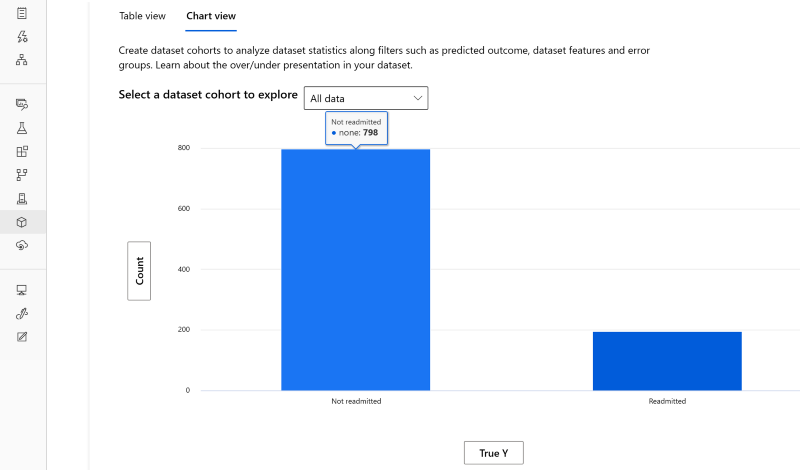 Table view
Chart view
Create dataset cohorts to analyze dataset statistics along filters such as predicted outcome, dataset features and error
groups. Learn about the over/under presentation in your dataset.
Select a dataset cohort to explore
All data
Not readmitted
none: 798
800
600
400
200
0
Count
Not readmitted
Readmitted
True Y